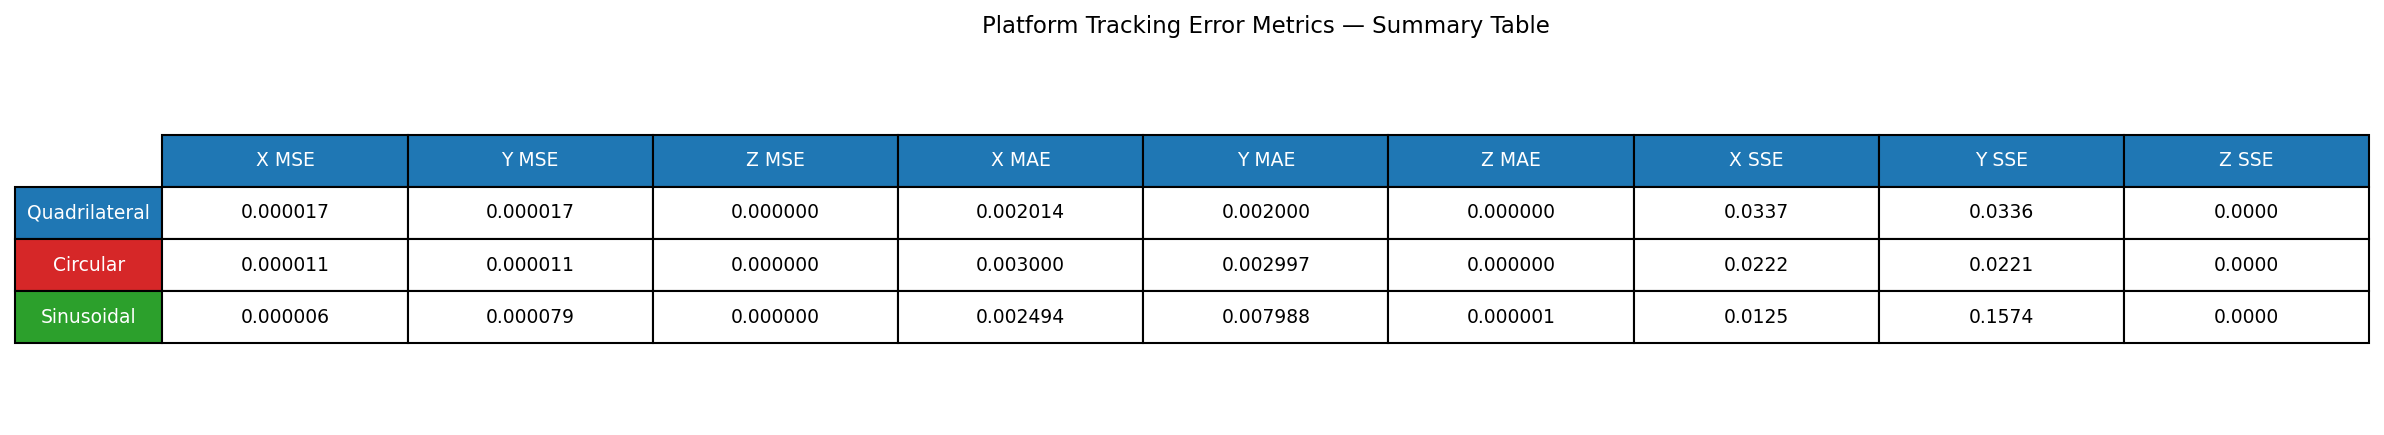 Platform Tracking Error Metrics — Summary Table
X MSE Y MSE Z MSE X MAE Y MAE Z MAE X SSE Y SSE Z SSE
Quadrilateral 0.000017 0.000017 0.000000 0.002014 0.002000 0.000000 0.0337 0.0336 0.0000
Circular 0.000011 0.000011 0.000000 0.003000 0.002997 0.000000 0.0222 0.0221 0.0000
Sinusoidal 0.000006 0.000079 0.000000 0.002494 0.007988 0.000001 0.0125 0.1574 0.0000